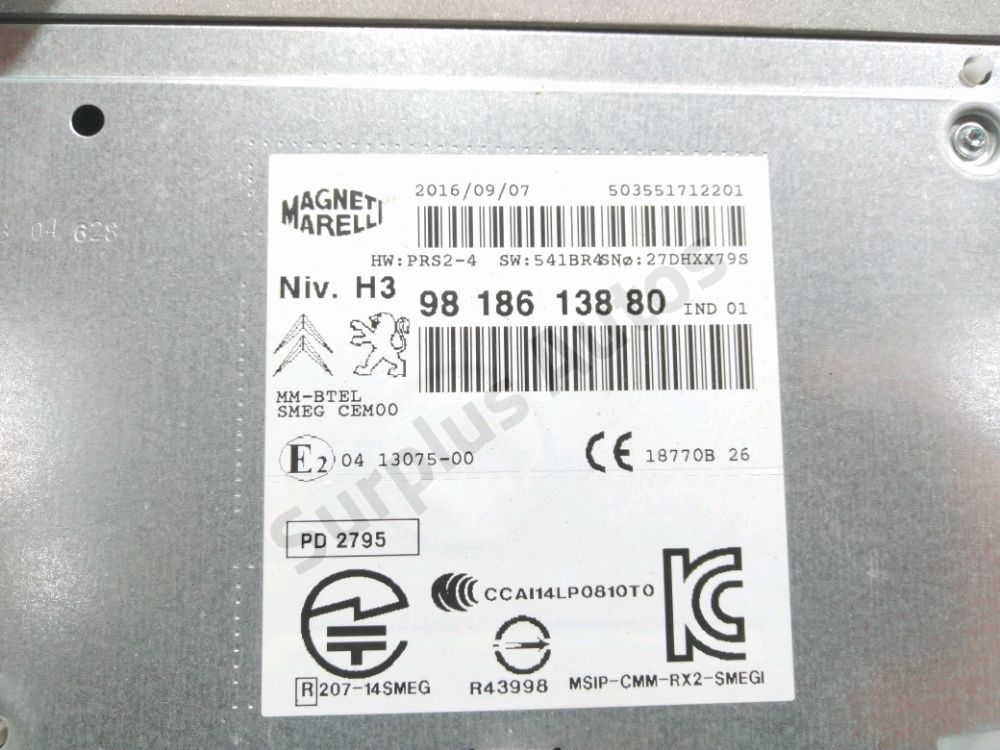 2016/09/07 503551712201
MAGNETI
MARELLI
HW:PRS2-4 SW:541BR4SNø:27DHXX79S
Niv. H3 98 186 138 80 IND 01
MM-BTEL
SMEG CEM00
E2 04 13075-00 CE 18770B 26
PD 2795
CCAI14LP0810T0
R 207-14SMEG R43998 MSIP-CMM-RX2-SMEGI
04 628
Surplus Autos